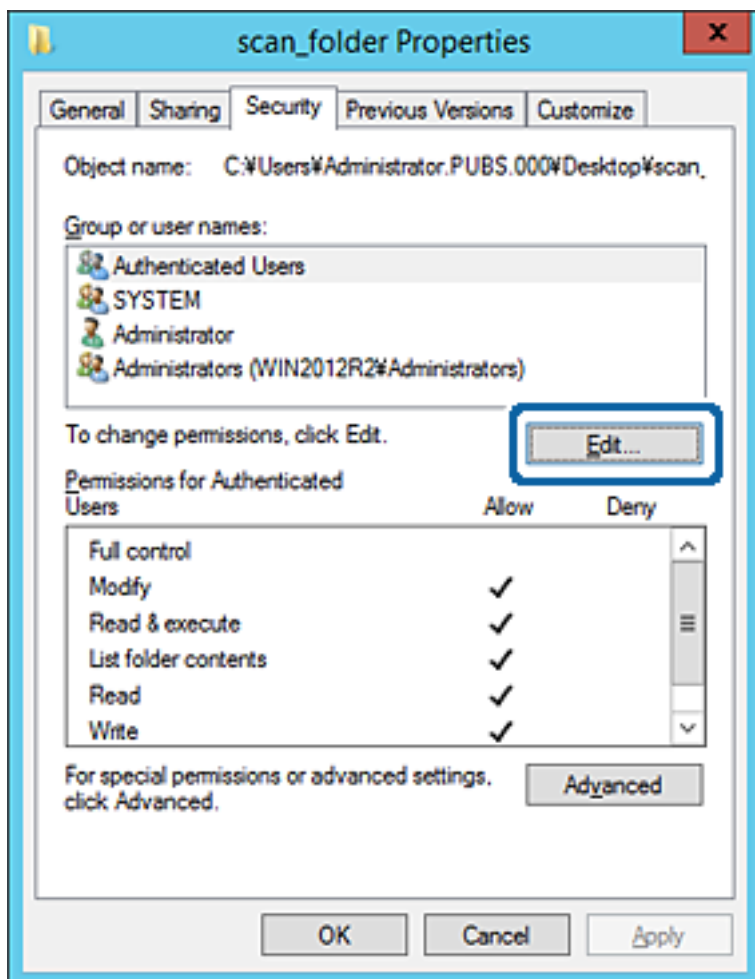 scan_folder Properties
x
General Sharing Security Previous Versions Customize
Object name: C:¥Users¥Administrator.PUBS.000¥Desktop¥scan_
Group or user names:
Authenticated Users
SYSTEM
Administrator
Administrators (WIN2012R2¥Administrators)
To change permissions, click Edit.
Edit...
Permissions for Authenticated
Users Allow Deny
Full control
Modify
Read & execute
List folder contents
Read
Write
For special permissions or advanced settings,
click Advanced.
Advanced
OK Cancel Apply